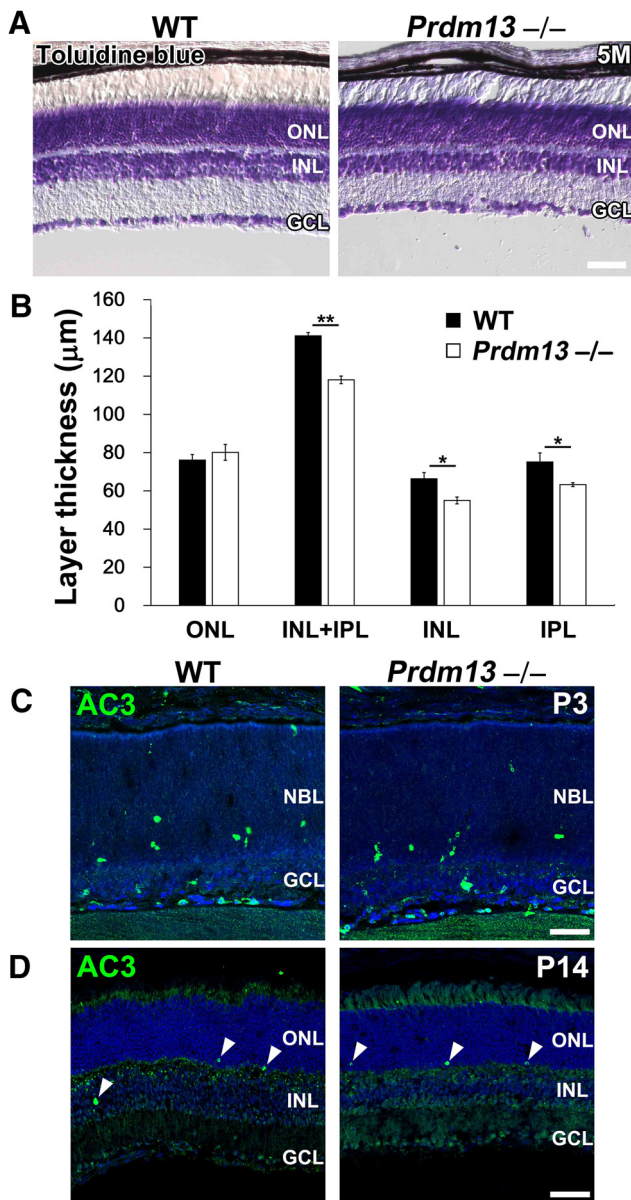 A
WT
Prdm13 –/–
Toluidine blue
5M
ONL
INL
GCL
ONL
INL
GCL
B
Layer thickness (μm)
160
140
120
100
80
60
40
20
0
**
*
*
WT
Prdm13 –/–
ONL
INL+IPL
INL
IPL
C
WT
Prdm13 –/–
AC3
P3
NBL
GCL
NBL
GCL
D
AC3
P14
ONL
INL
GCL
ONL
INL
GCL